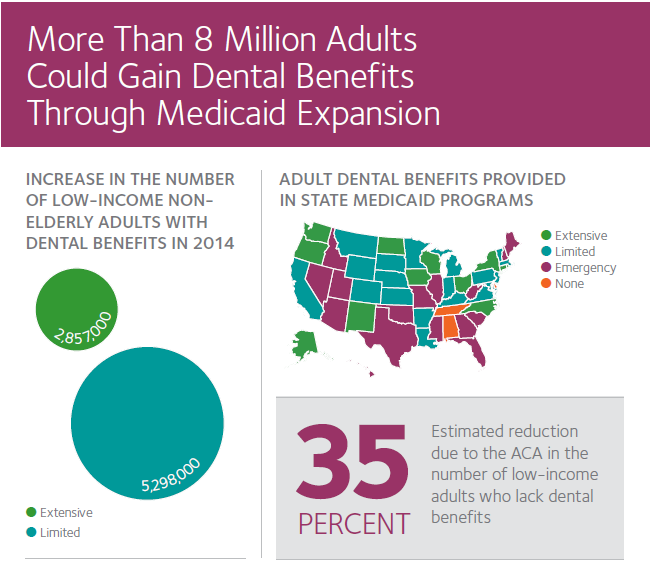 More Than 8 Million Adults
Could Gain Dental Benefits
Through Medicaid Expansion
INCREASE IN THE NUMBER
OF LOW-INCOME NON-
ELDERLY ADULTS WITH
DENTAL BENEFITS IN 2014
2,857,000
5,298,000
Extensive
Limited
ADULT DENTAL BENEFITS PROVIDED
IN STATE MEDICAID PROGRAMS
Extensive
Limited
Emergency
None
35
PERCENT
Estimated reduction
due to the ACA in the
number of low-income
adults who lack dental
benefits